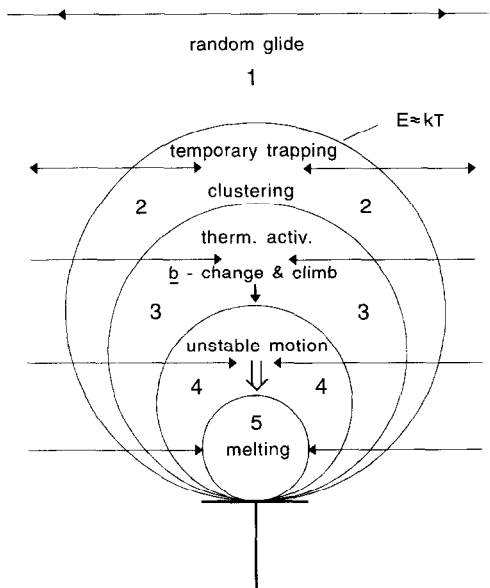 random glide
1
E≈kT
temporary trapping
clustering
2 2
therm. activ.
b - change & climb
3 3
unstable motion
4 4
5
melting